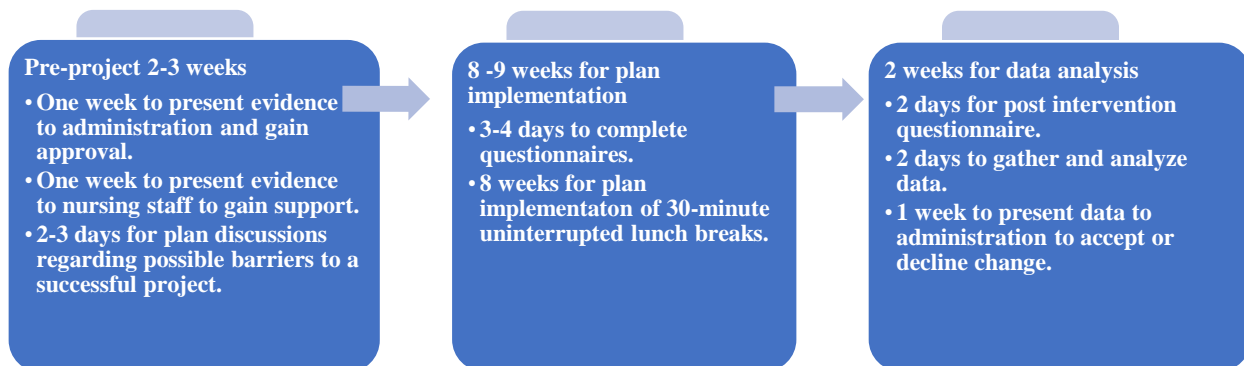 Pre-project 2-3 weeks
• One week to present evidence
to administration and gain
approval.
• One week to present evidence
to nursing staff to gain support.
• 2-3 days for plan discussions
regarding possible barriers to a
successful project.
8 -9 weeks for plan
implementation
• 3-4 days to complete
questionnaires.
• 8 weeks for plan
implementaton of 30-minute
uninterrupted lunch breaks.
2 weeks for data analysis
• 2 days for post intervention
questionnaire.
• 2 days to gather and analyze
data.
• 1 week to present data to
administration to accept or
decline change.